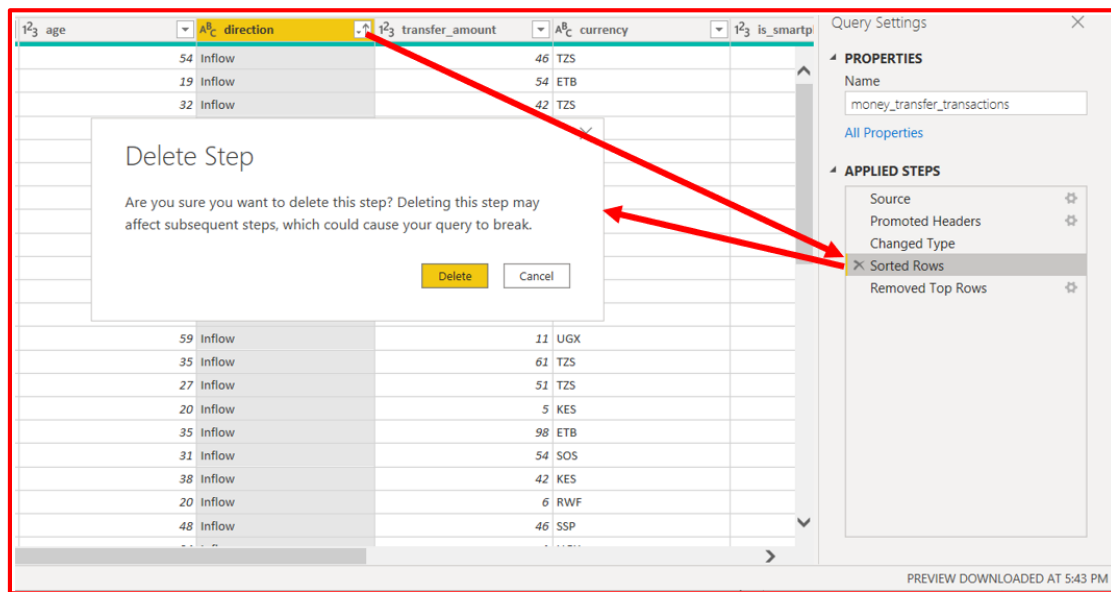 1²3 age
ABC direction
1²3 transfer_amount
ABC currency
1²3 is_smartp
54 Inflow 46 TZS
19 Inflow 54 ETB
32 Inflow 42 TZS
Delete Step
Are you sure you want to delete this step? Deleting this step may
affect subsequent steps, which could cause your query to break.
Delete
Cancel
59 Inflow 11 UGX
35 Inflow 61 TZS
27 Inflow 51 TZS
20 Inflow 5 KES
35 Inflow 98 ETB
31 Inflow 54 SOS
38 Inflow 42 KES
20 Inflow 6 RWF
48 Inflow 46 SSP
Query Settings
PROPERTIES
Name
money_transfer_transactions
All Properties
APPLIED STEPS
Source
Promoted Headers
Changed Type
Sorted Rows
Removed Top Rows
PREVIEW DOWNLOADED AT 5:43 PM